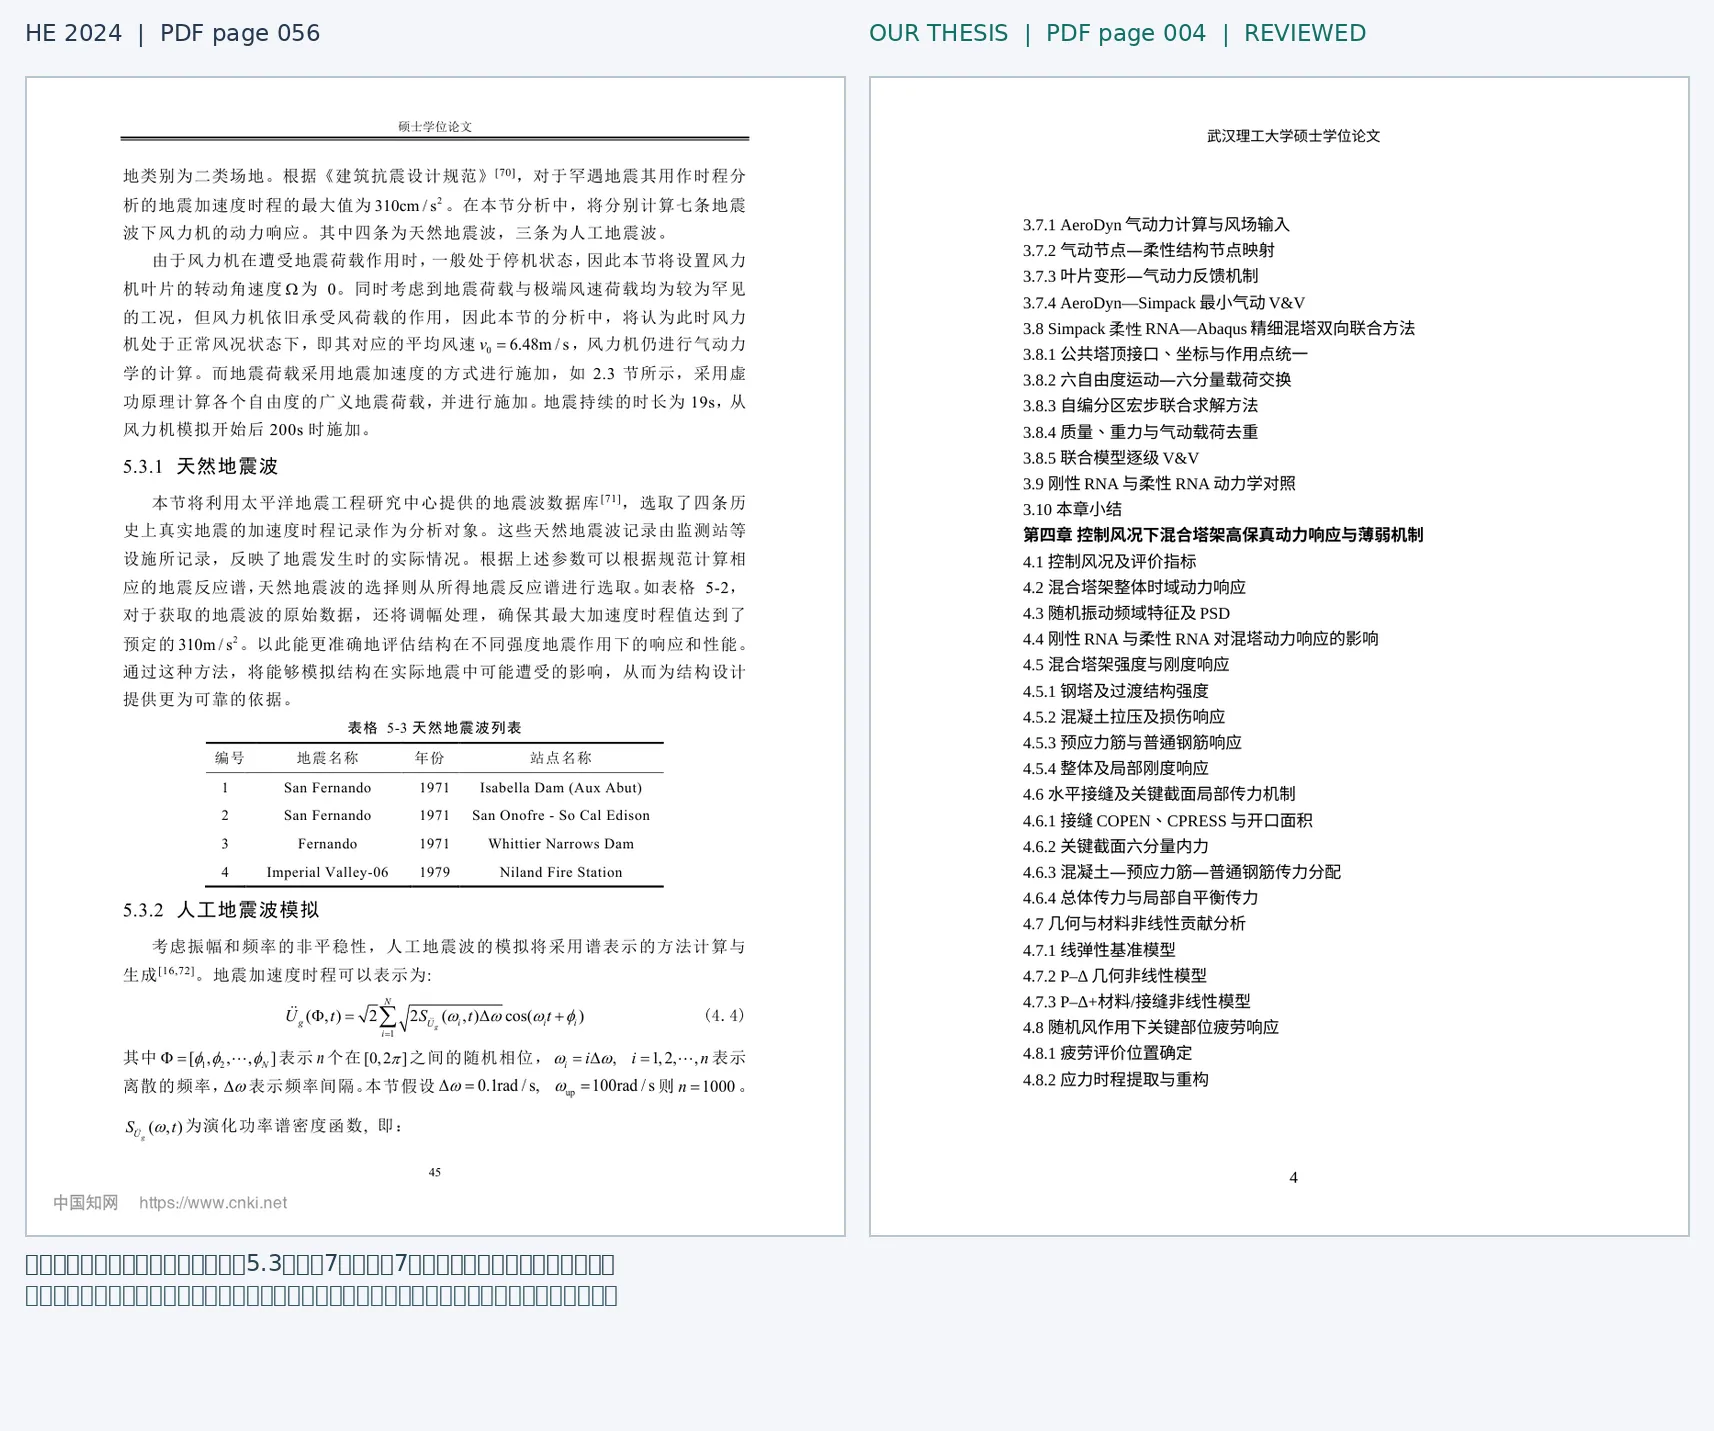 HE 2024 | PDF page 056
硕士学位论文
地类别为二类场地。根据《建筑抗震设计规范》[70]，对于罕遇地震其用作时程分
析的地震加速度时程的最大值为310cm/s²。在本节分析中，将分别计算七条地震
波下风力机的动力响应。其中四条为天然地震波，三条为人工地震波。
由于风力机在遭受地震荷载作用时，一般处于停机状态，因此本节将设置风力
机叶片的转动角速度Ω为 0。同时考虑到地震荷载与极端风速荷载均为较为罕见
的工况，但风力机依旧承受风荷载的作用，因此本节的分析中，将认为此时风力
机处于正常风况状态下，即其对应的平均风速v₀ = 6.48m/s，风力机仍进行气动力
学的计算。而地震荷载采用地震加速度的方式进行施加，如 2.3 节所示，采用虚
功原理计算各个自由度的广义地震荷载，并进行施加。地震持续的时长为 19s，从
风力机模拟开始后 200s 时施加。
5.3.1 天然地震波
本节将利用太平洋地震工程研究中心提供的地震波数据库[71]，选取了四条历
史上真实地震的加速度时程记录作为分析对象。这些天然地震波记录由监测站等
设施所记录，反映了地震发生时的实际情况。根据上述参数可以根据规范计算相
应的地震反应谱，天然地震波的选择则从所得地震反应谱进行选取。如表格 5-2，
对于获取的地震波的原始数据，还将调幅处理，确保其最大加速度时程值达到了
预定的310m/s²。以此能更准确地评估结构在不同强度地震作用下的响应和性能。
通过这种方法，将能够模拟结构在实际地震中可能遭受的影响，从而为结构设计
提供更为可靠的依据。
表格 5-3 天然地震波列表
编号 地震名称 年份 站点名称
1 San Fernando 1971 Isabella Dam (Aux Abut)
2 San Fernando 1971 San Onofre - So Cal Edison
3 Fernando 1971 Whittier Narrows Dam
4 Imperial Valley-06 1979 Niland Fire Station
5.3.2 人工地震波模拟
考虑振幅和频率的非平稳性，人工地震波的模拟将采用谱表示的方法计算与
生成[16,72]。地震加速度时程可以表示为:
Ü_g(Φ,t) = √2 ∑_{i=1}^{N} √(2S_{Ü_g}(ω_i,t)Δω) cos(ω_i t + φ_i) (4.4)
其中Φ=[ϕ₁,ϕ₂,⋯,ϕ_N]表示n个在[0,2π]之间的随机相位，ω_i = iΔω, i=1,2,⋯,n表示
离散的频率，Δω表示频率间隔。本节假设Δω = 0.1rad/s, ω_up = 100rad/s则n=1000。
S_{Ü_g}(ω,t)为演化功率谱密度函数, 即：
45
中国知网 https://www.cnki.net
OUR THESIS | PDF page 004 | REVIEWED
武汉理工大学硕士学位论文
3.7.1 AeroDyn 气动力计算与风场输入
3.7.2 气动节点—柔性结构节点映射
3.7.3 叶片变形—气动力反馈机制
3.7.4 AeroDyn—Simpack 最小气动 V&V
3.8 Simpack 柔性 RNA—Abaqus 精细混塔双向联合方法
3.8.1 公共塔顶接口、坐标与作用点统一
3.8.2 六自由度运动—六分量载荷交换
3.8.3 自编分区宏步联合求解方法
3.8.4 质量、重力与气动载荷去重
3.8.5 联合模型逐级 V&V
3.9 刚性 RNA 与柔性 RNA 动力学对照
3.10 本章小结
第四章 控制风况下混合塔架高保真动力响应与薄弱机制
4.1 控制风况及评价指标
4.2 混合塔架整体时域动力响应
4.3 随机振动频域特征及 PSD
4.4 刚性 RNA 与柔性 RNA 对混塔动力响应的影响
4.5 混合塔架强度与刚度响应
4.5.1 钢塔及过渡结构强度
4.5.2 混凝土拉压及损伤响应
4.5.3 预应力筋与普通钢筋响应
4.5.4 整体及局部刚度响应
4.6 水平接缝及关键截面局部传力机制
4.6.1 接缝 COPEN、CPRESS 与开口面积
4.6.2 关键截面六分量内力
4.6.3 混凝土—预应力筋—普通钢筋传力分配
4.6.4 总体传力与局部自平衡传力
4.7 几何与材料非线性贡献分析
4.7.1 线弹性基准模型
4.7.2 P–Δ 几何非线性模型
4.7.3 P–Δ+材料/接缝非线性模型
4.8 随机风作用下关键部位疲劳响应
4.8.1 疲劳评价位置确定
4.8.2 应力时程提取与重构
4